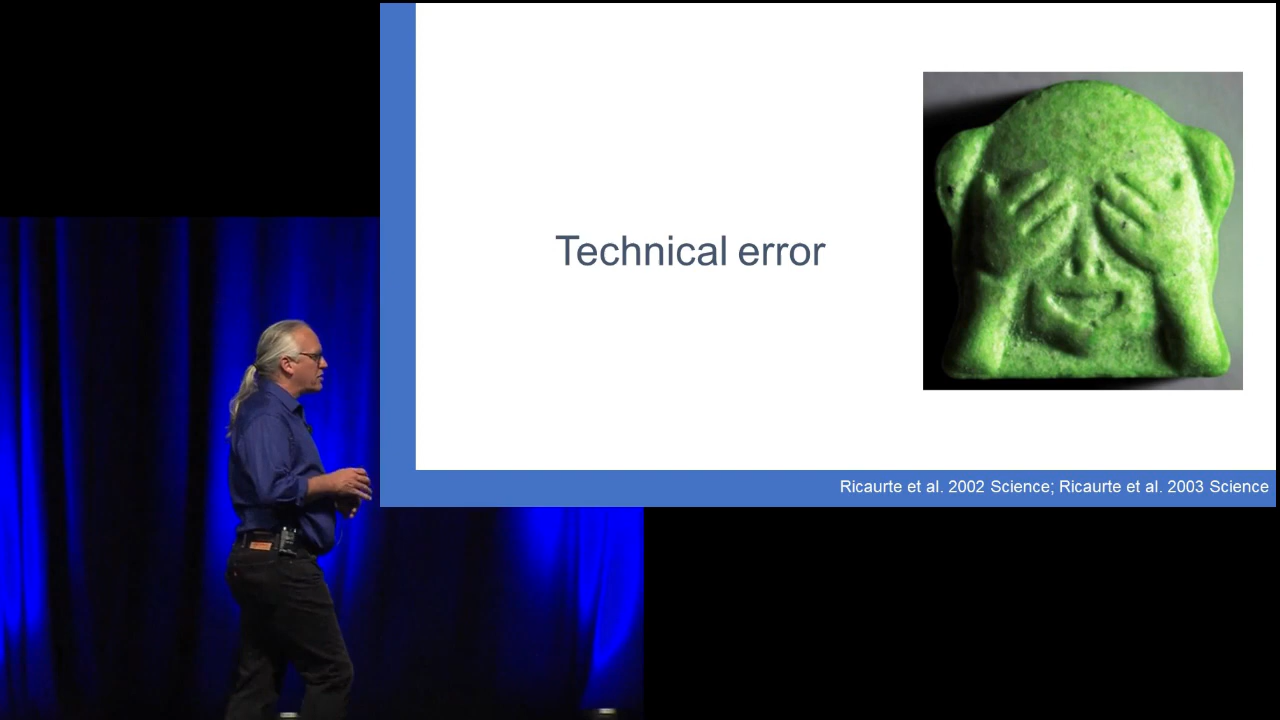 Technical error
Ricaurte et al. 2002 Science; Ricaurte et al. 2003 Science